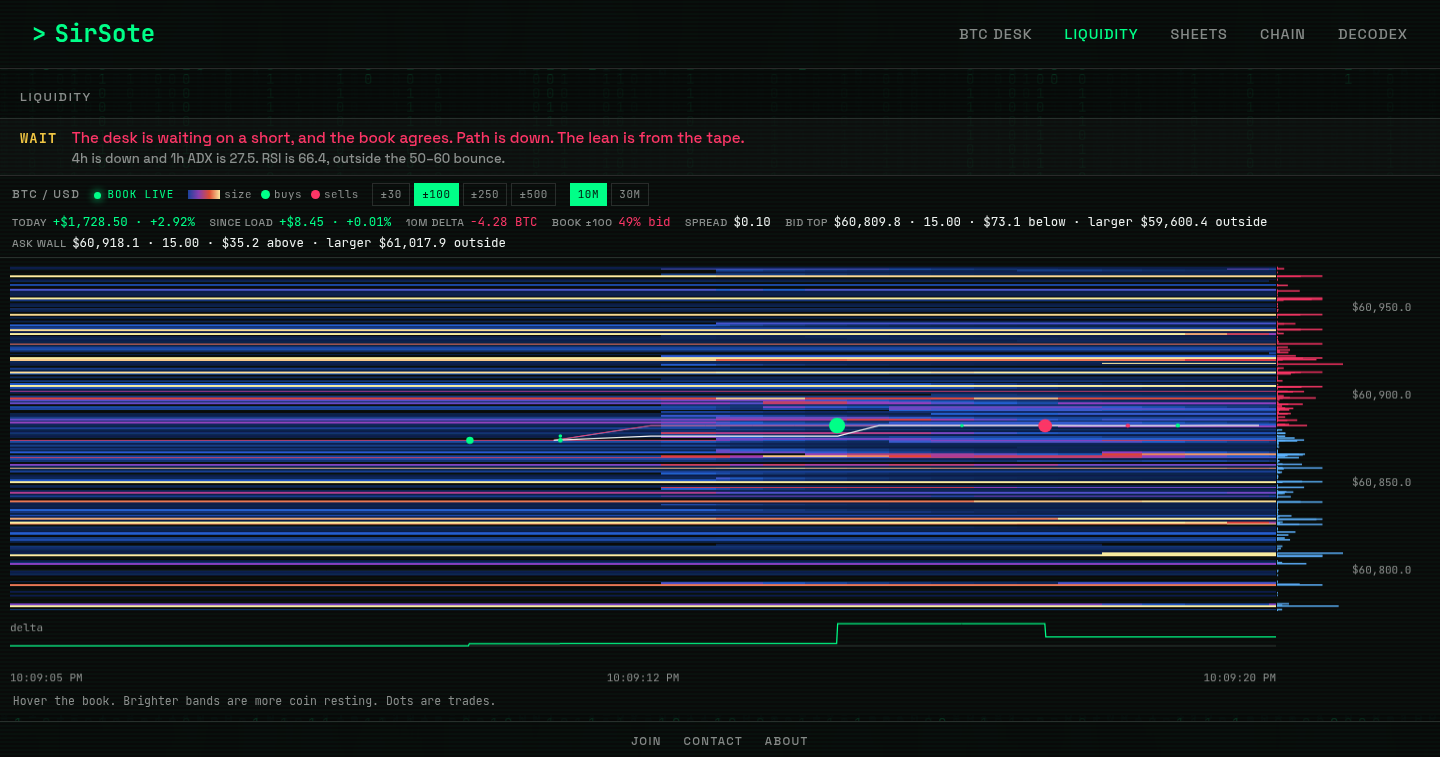 > SirSote
BTC DESK LIQUIDITY SHEETS CHAIN DECODEX
LIQUIDITY
WAIT The desk is waiting on a short, and the book agrees. Path is down. The lean is from the tape.
4h is down and 1h ADX is 27.5. RSI is 66.4, outside the 50–60 bounce.
BTC / USD BOOK LIVE size buys sells ±30 ±100 ±250 ±500 10M 30M
TODAY +$1,728.50 · +2.92% SINCE LOAD +$8.45 · +0.01% 10M DELTA -4.28 BTC BOOK ±100 49% bid SPREAD $0.10 BID TOP $60,809.8 · 15.00 · $73.1 below · larger $59,600.4 outside
ASK WALL $60,918.1 · 15.00 · $35.2 above · larger $61,017.9 outside
$60,950.0
$60,900.0
$60,850.0
$60,800.0
delta
10:09:05 PM 10:09:12 PM 10:09:20 PM
Hover the book. Brighter bands are more coin resting. Dots are trades.
JOIN CONTACT ABOUT